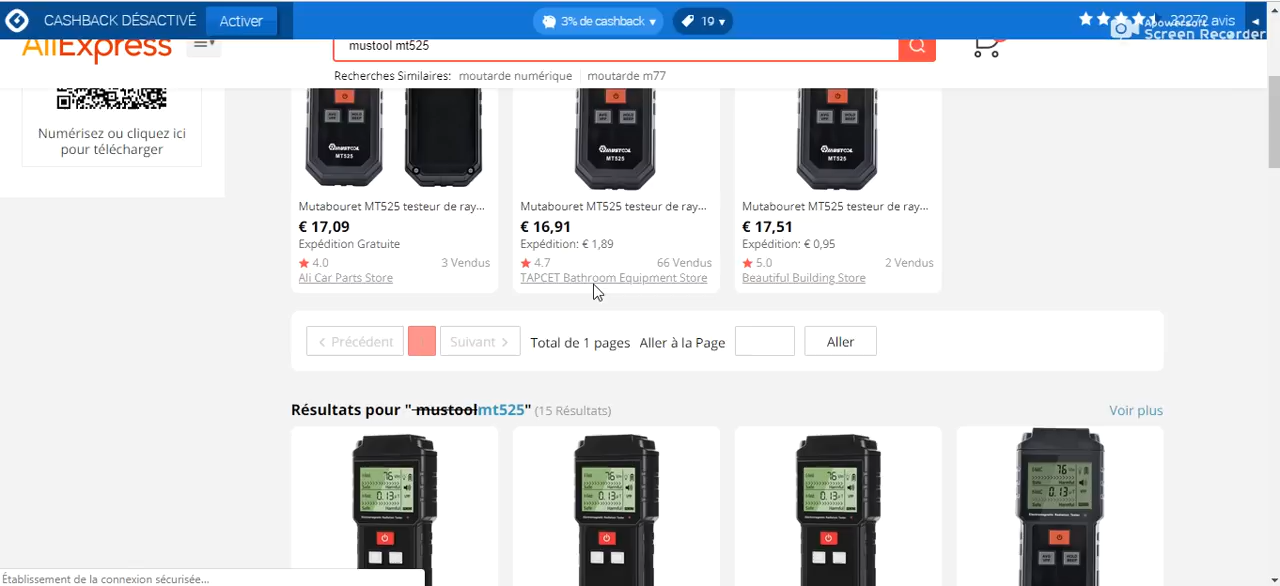 CASHBACK DÉSACTIVÉ Activer 3% de cashback ▾ 19 ▾ 32272 avis
Apowersoft
Screen Recorder
AliExpress mustool mt525
Recherches Similaires: moutarde numérique moutarde m77
Numérisez ou cliquez ici
pour télécharger
MUSTOOL MUSTOOL MUSTOOL
MT525 MT525 MT525
Mutabouret MT525 testeur de ray... Mutabouret MT525 testeur de ray... Mutabouret MT525 testeur de ray...
€ 17,09 € 16,91 € 17,51
Expédition Gratuite Expédition: € 1,89 Expédition: € 0,95
4.0 3 Vendus 4.7 66 Vendus 5.0 2 Vendus
Ali Car Parts Store TAPCET Bathroom Equipment Store Beautiful Building Store
< Précédent Suivant > Total de 1 pages Aller à la Page Aller
Résultats pour " mustoolmt525" (15 Résultats) Voir plus
Établissement de la connexion sécurisée...